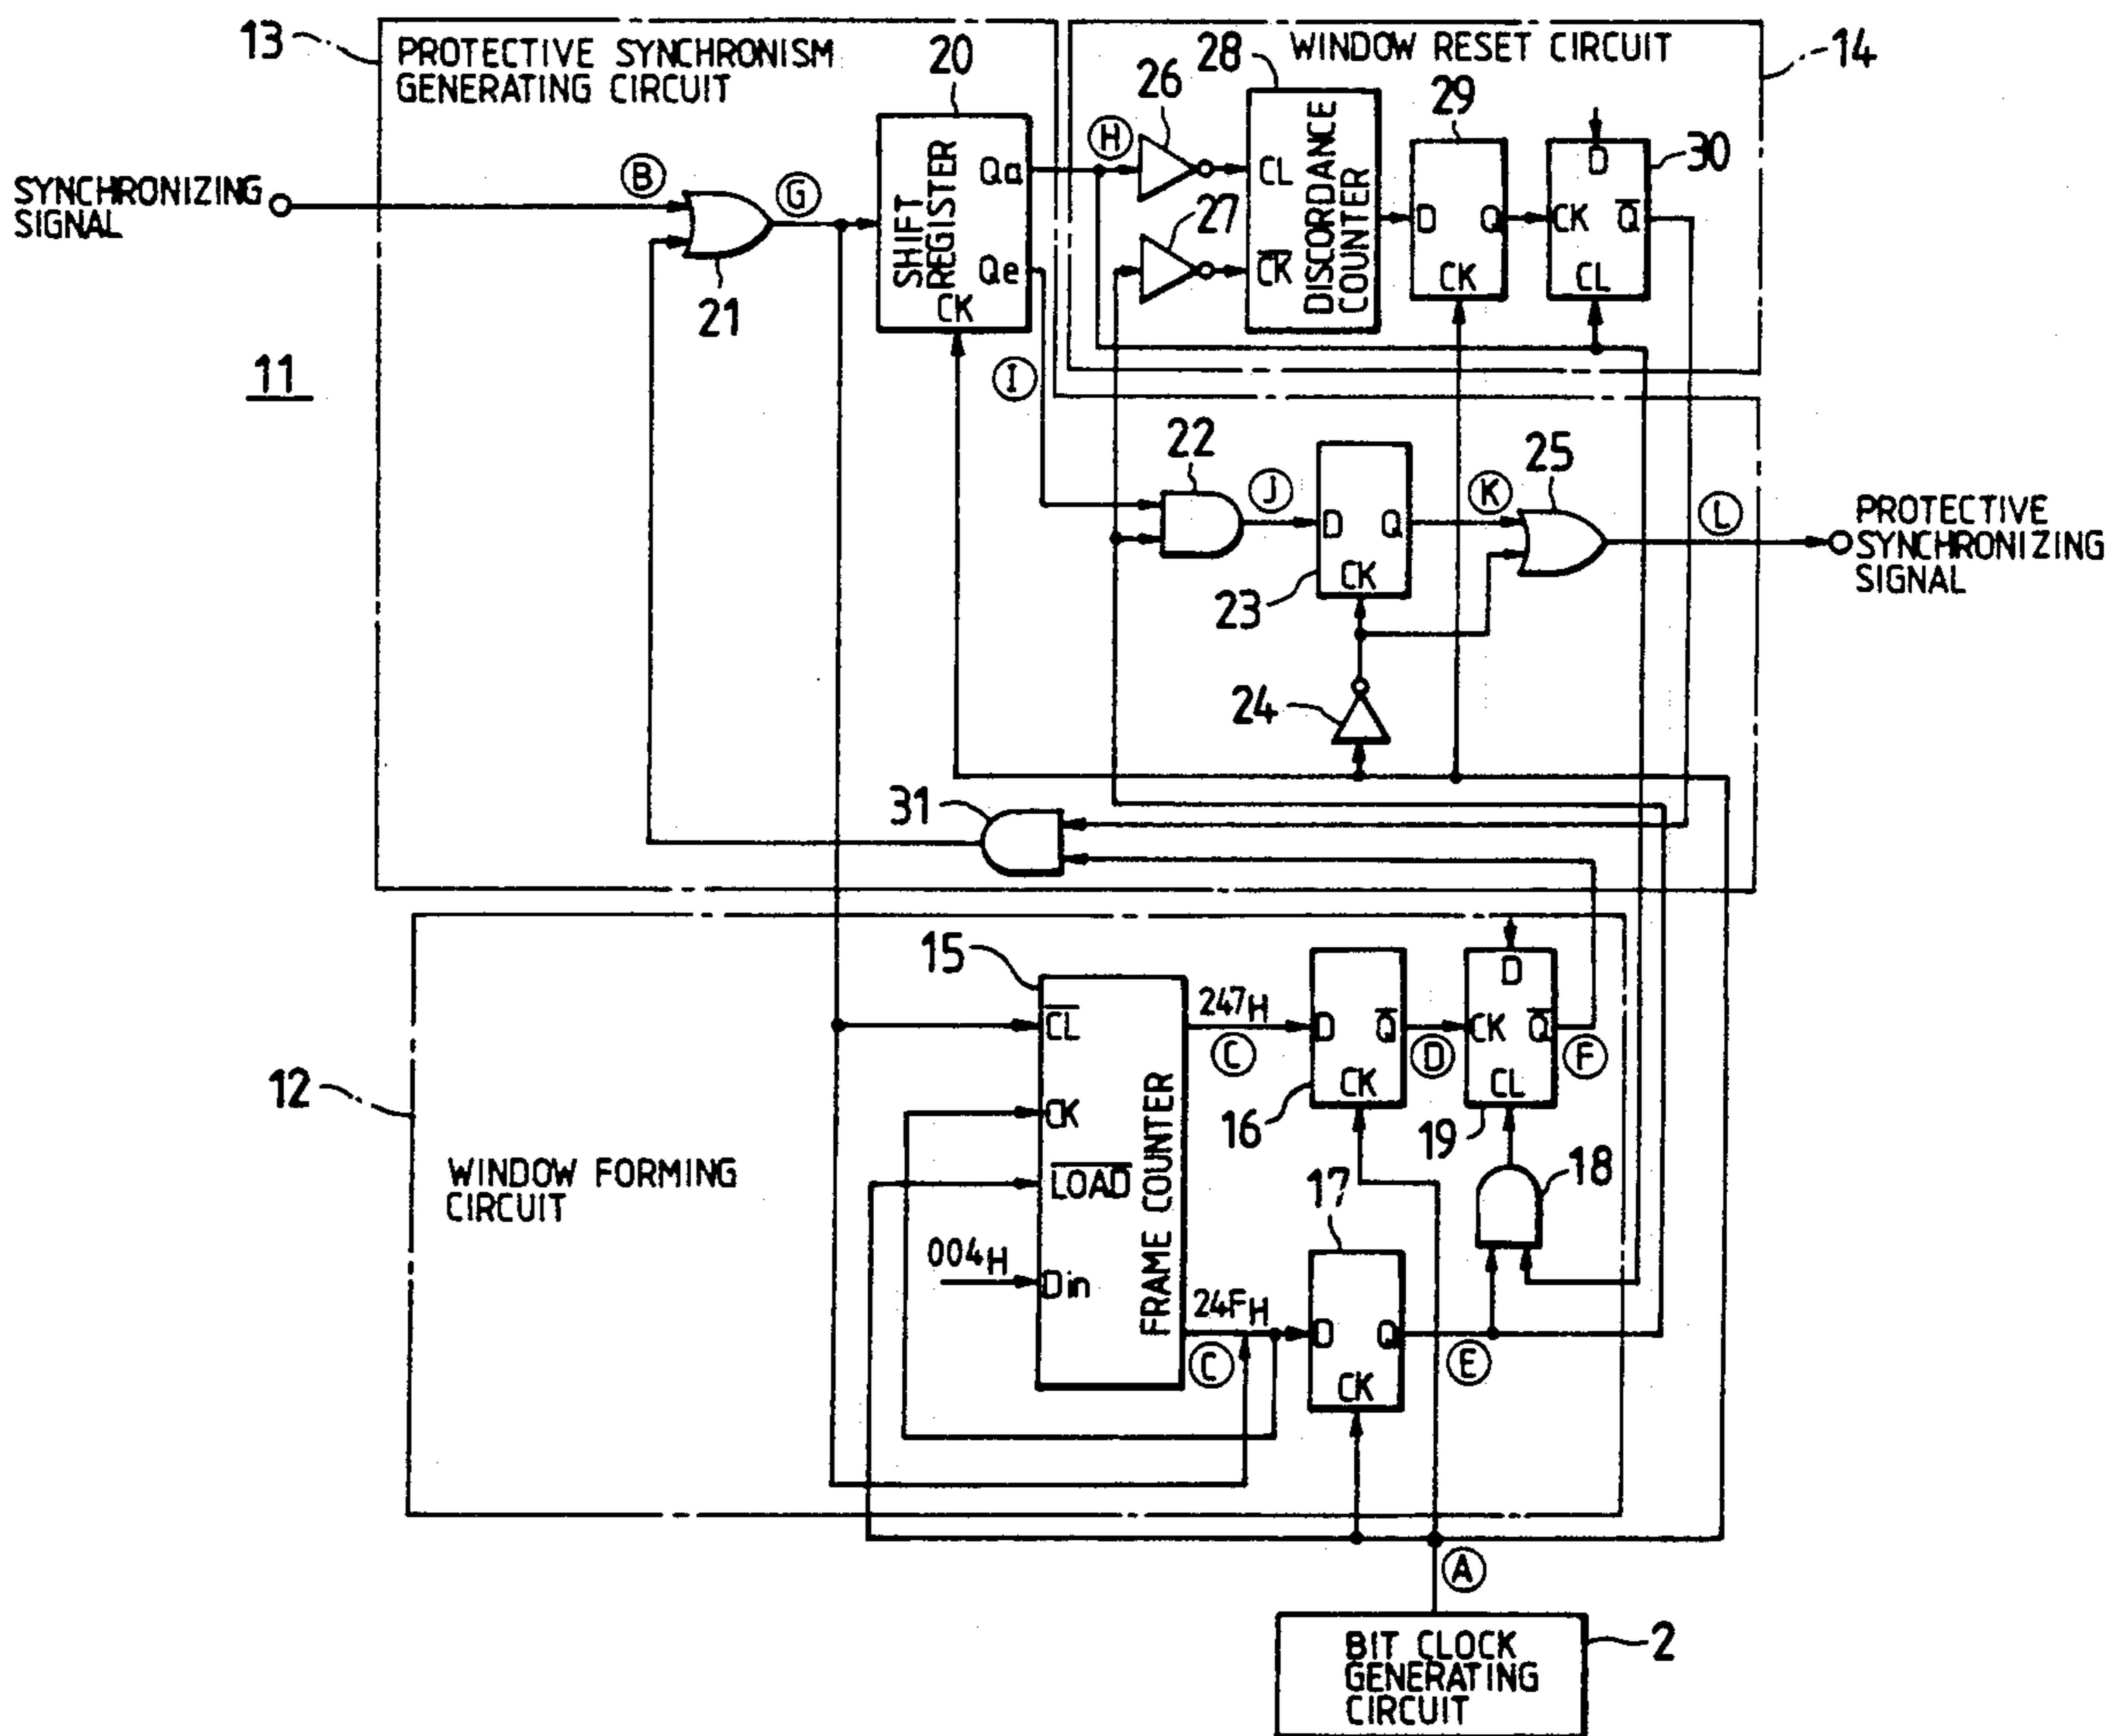 13
PROTECTIVE SYNCHRONISM
GENERATING CIRCUIT
20
28
WINDOW RESET CIRCUIT
14
26
29
30
H
SHIFT
REGISTER
Qa
Qe
CK
CL
C̅K̅
DISCORDANCE
COUNTER
D
Q
CK
D
CK
Q̅
CL
SYNCHRONIZING
SIGNAL
B
G
27
21
11
I
22
25
J
D
Q
CK
23
K
L
PROTECTIVE
SYNCHRONIZING
SIGNAL
24
31
12
WINDOW FORMING
CIRCUIT
15
C̅L̅
CK
L̅O̅A̅D̅
004H
Din
FRAME COUNTER
247H
C
24FH
C
D
Q̅
CK
16
D
D
CK
Q̅
CL
F
19
18
17
D
Q
CK
E
A
BIT CLOCK
GENERATING
CIRCUIT
2